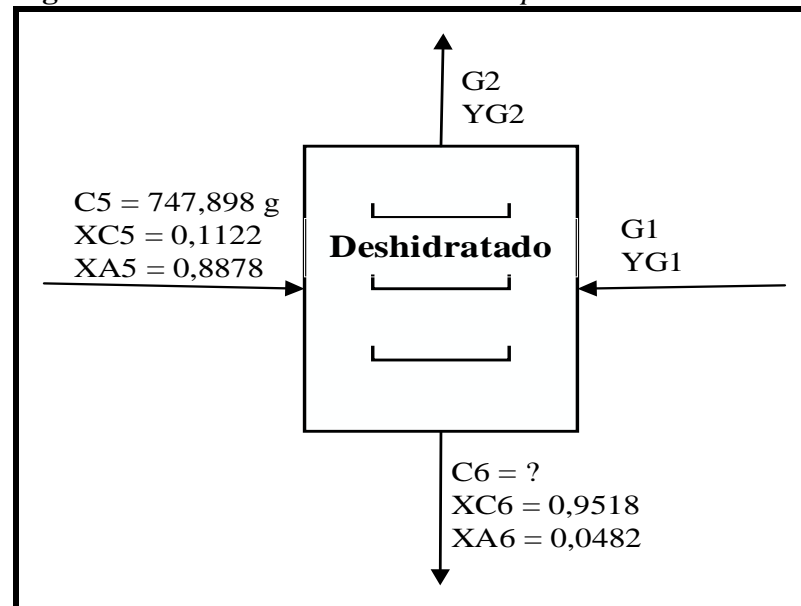 G2
YG2
C5 = 747,898 g
XC5 = 0,1122
XA5 = 0,8878
Deshidratado
G1
YG1
C6 = ?
XC6 = 0,9518
XA6 = 0,0482